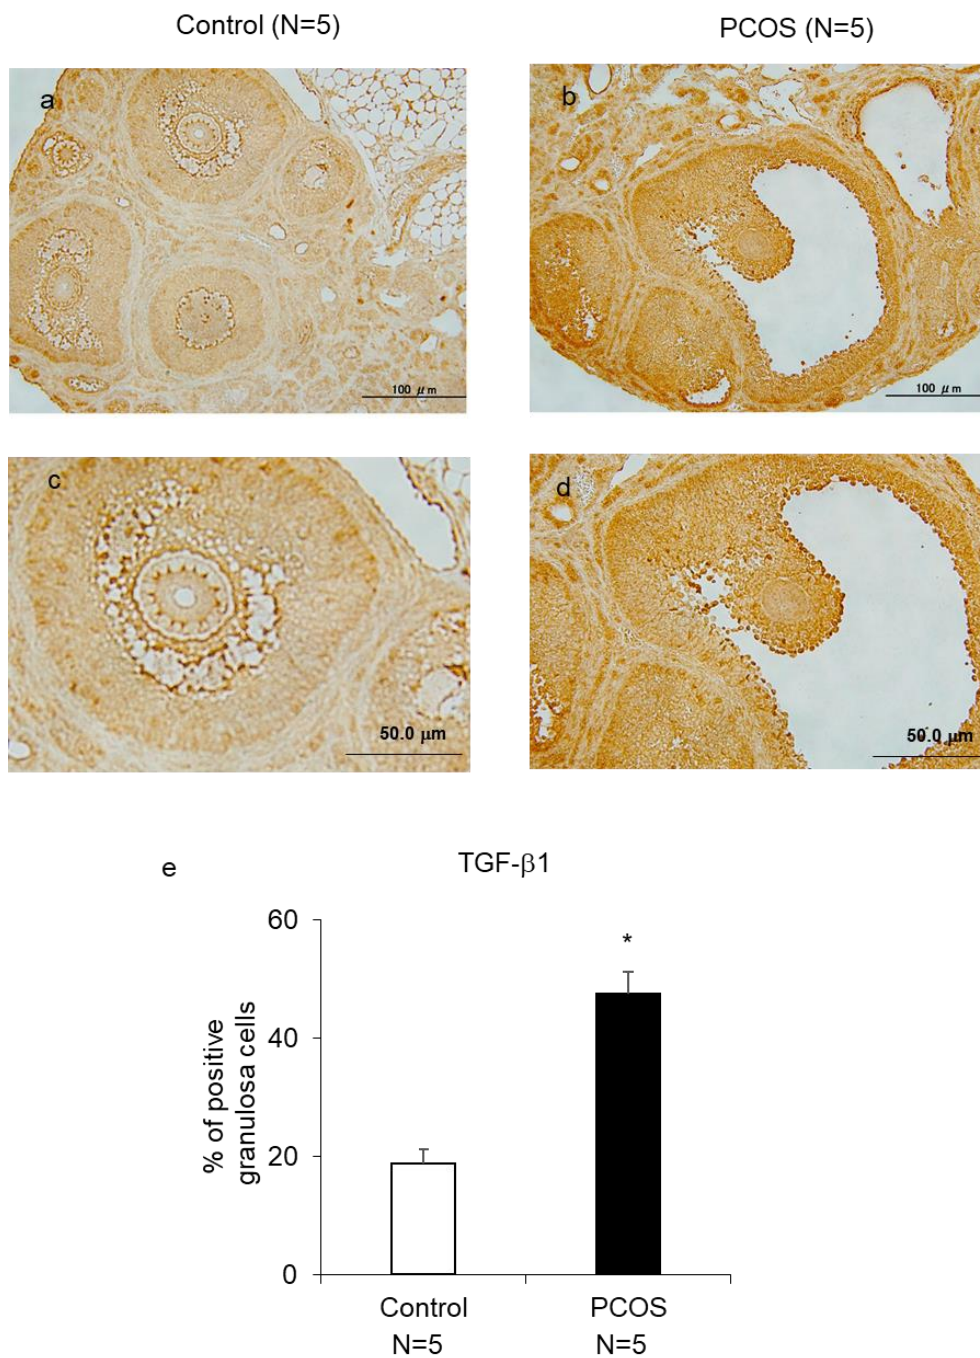 Control (N=5)
PCOS (N=5)
a
b
100 μm
100 μm
c
d
50.0 μm
50.0 μm
e
TGF-β1
% of positive
granulosa cells
60
40
20
0
*
Control
N=5
PCOS
N=5